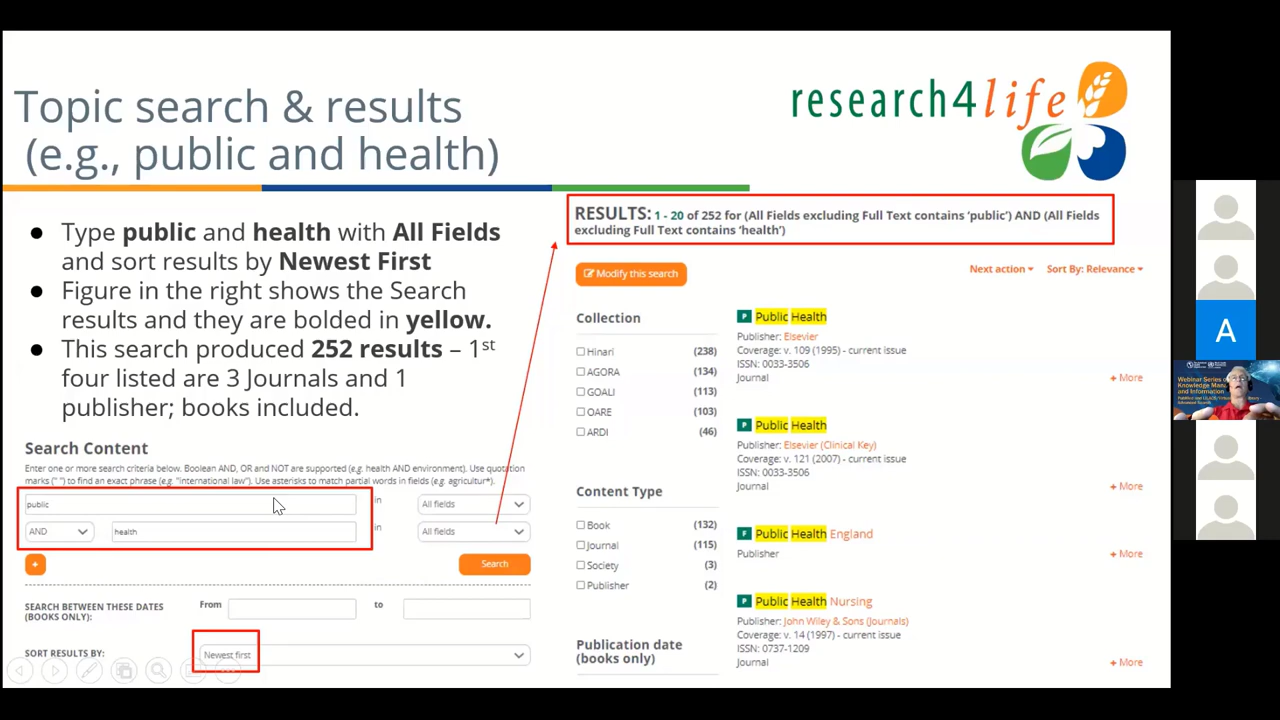 Topic search & results
(e.g., public and health)
research4life
● Type public and health with All Fields
and sort results by Newest First
● Figure in the right shows the Search
results and they are bolded in yellow.
● This search produced 252 results – 1st
four listed are 3 Journals and 1
publisher; books included.
Search Content
Enter one or more search criteria below. Boolean AND, OR and NOT are supported (e.g. health AND environment). Use quotation
marks (" ") to find an exact phrase (e.g. "international law"). Use asterisks to match partial words in fields (e.g. agricultur*).
public in All fields
AND health in All fields
+ Search
SEARCH BETWEEN THESE DATES
(BOOKS ONLY):
From to
SORT RESULTS BY: Newest first
RESULTS: 1 - 20 of 252 for (All Fields excluding Full Text contains 'public') AND (All Fields
excluding Full Text contains 'health')
Modify this search
Next action Sort By: Relevance
Collection
Hinari (238)
AGORA (134)
GOALI (113)
OARE (103)
ARDI (46)
Content Type
Book (132)
Journal (115)
Society (3)
Publisher (2)
Publication date
(books only)
F Public Health
Publisher: Elsevier
Coverage: v. 109 (1995) - current issue
ISSN: 0033-3506
Journal
+ More
F Public Health
Publisher: Elsevier (Clinical Key)
Coverage: v. 121 (2007) - current issue
ISSN: 0033-3506
Journal
+ More
F Public Health England
Publisher
+ More
F Public Health Nursing
Publisher: John Wiley & Sons (Journals)
Coverage: v. 14 (1997) - current issue
ISSN: 0737-1209
Journal
+ More
A
Webinar Series
Knowledge
and Information